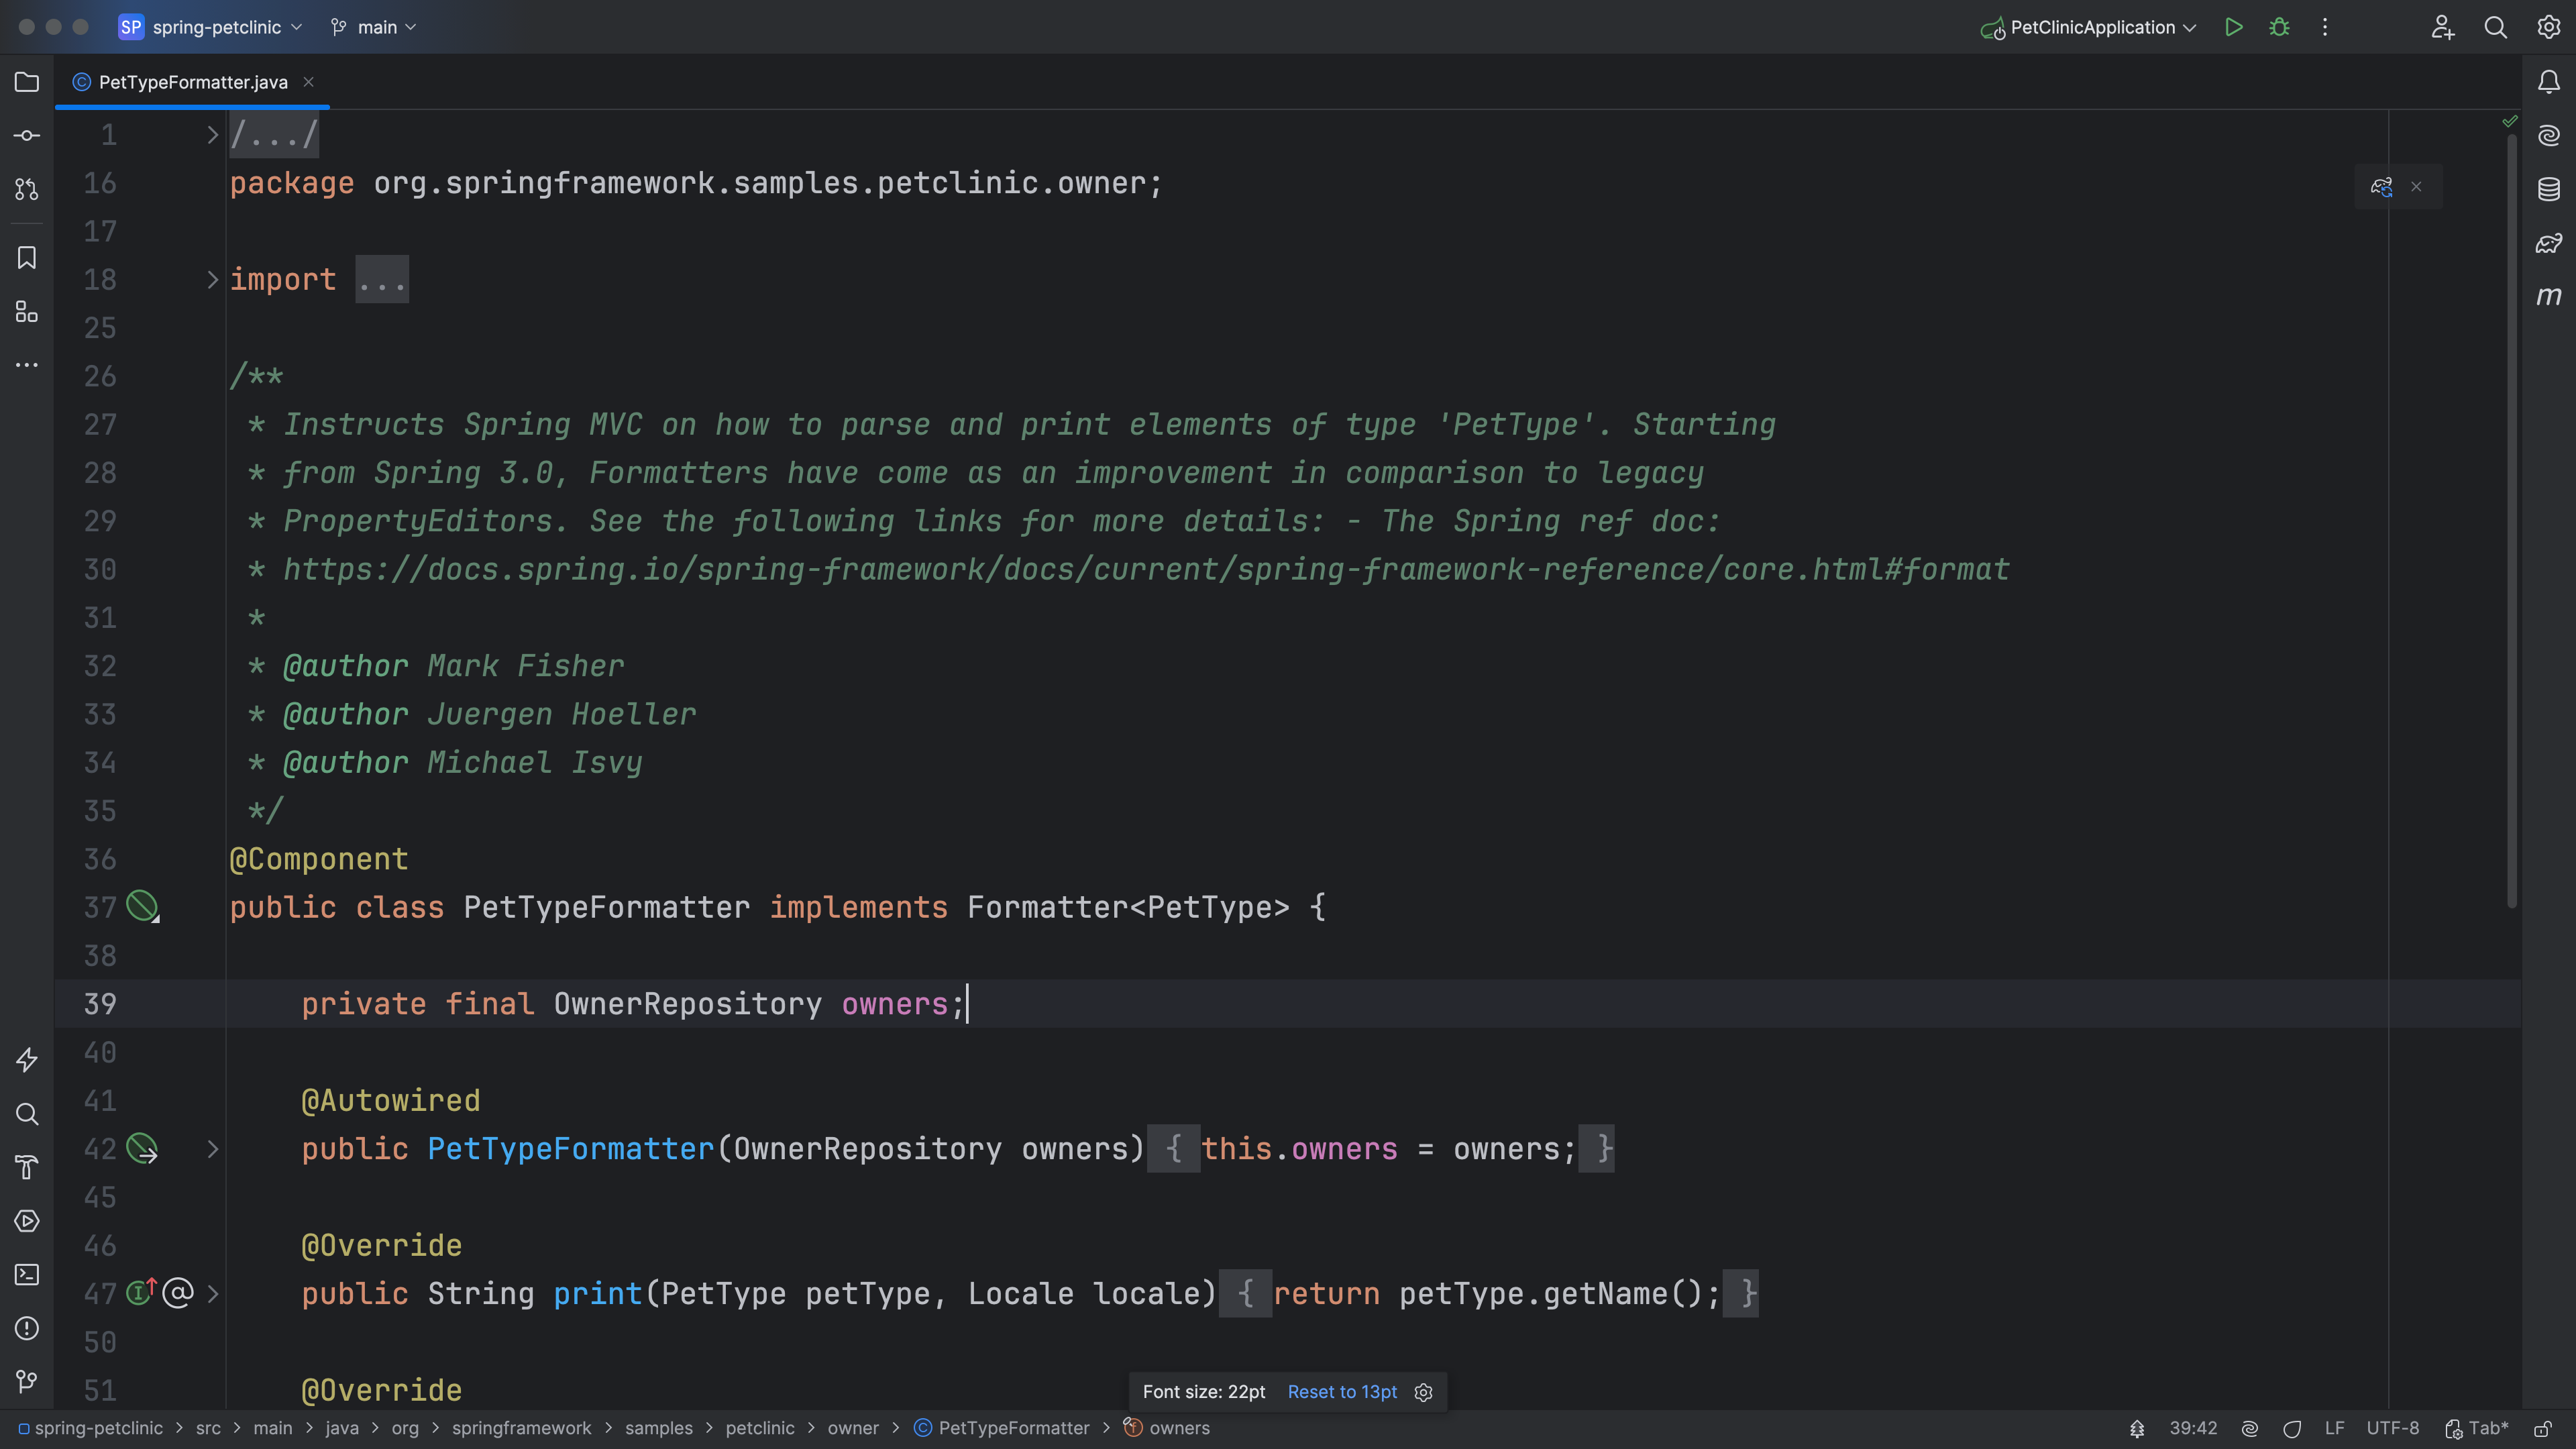 SP spring-petclinic main PetClinicApplication
PetTypeFormatter.java
1 /.../
16 package org.springframework.samples.petclinic.owner;
17
18 import ...
25
26 /**
27 * Instructs Spring MVC on how to parse and print elements of type 'PetType'. Starting
28 * from Spring 3.0, Formatters have come as an improvement in comparison to legacy
29 * PropertyEditors. See the following links for more details: - The Spring ref doc:
30 * https://docs.spring.io/spring-framework/docs/current/spring-framework-reference/core.html#format
31 *
32 * @author Mark Fisher
33 * @author Juergen Hoeller
34 * @author Michael Isvy
35 */
36 @Component
37 public class PetTypeFormatter implements Formatter<PetType> {
38
39 private final OwnerRepository owners;
40
41 @Autowired
42 public PetTypeFormatter(OwnerRepository owners) { this.owners = owners; }
45
46 @Override
47 public String print(PetType petType, Locale locale) { return petType.getName(); }
50
51 @Override
Font size: 22pt Reset to 13pt
spring-petclinic > src > main > java > org > springframework > samples > petclinic > owner > PetTypeFormatter > owners 39:42 LF UTF-8 Tab*